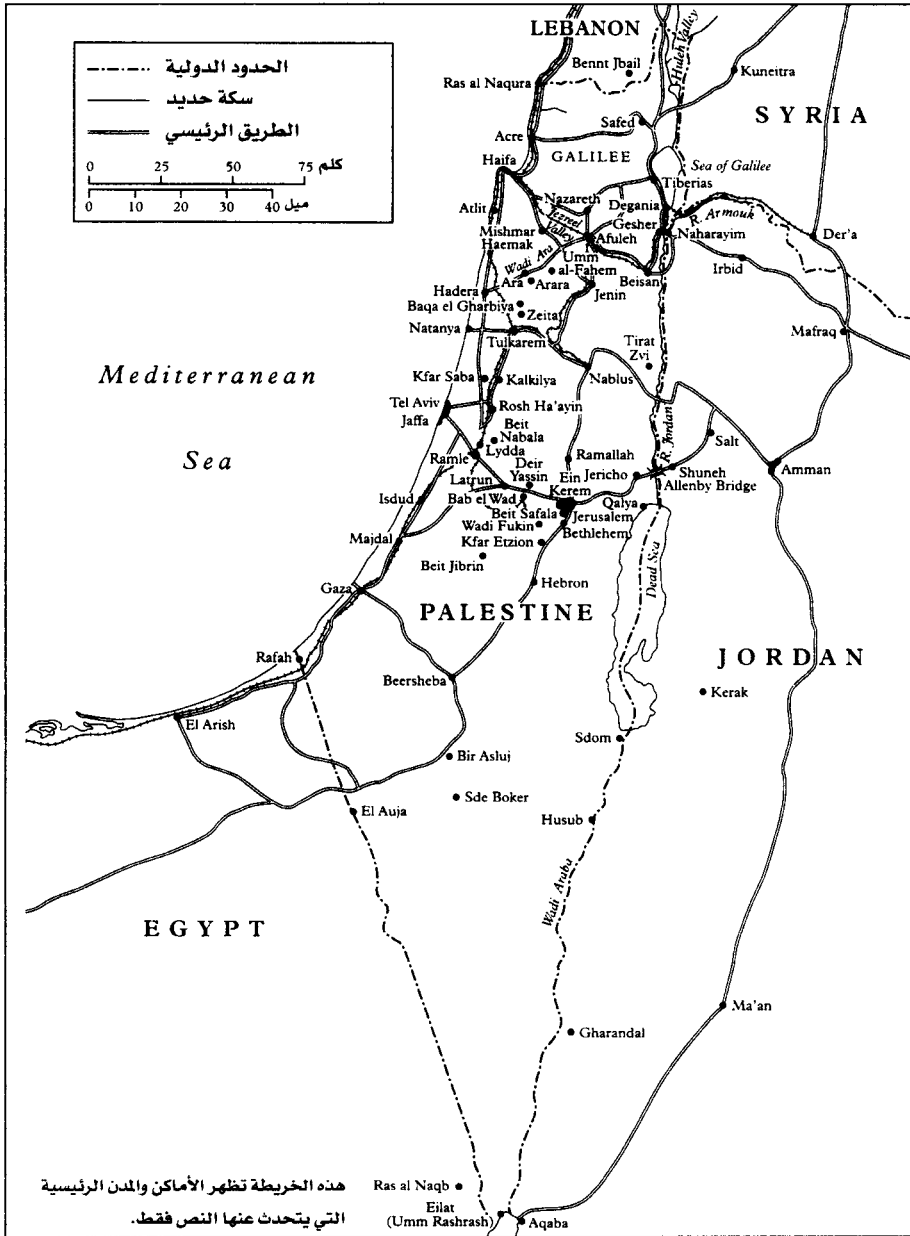 LEBANON
Bennt Jbail
Huleh Valley
Kuneitra
Ras al Naqura
SYRIA
Safed
Acre
GALILEE
Sea of Galilee
Haifa
Tiberias
Nazareth
Degania
R. Armouk
Atlit
Jezreel
Valley
Gesher
Naharayim
Der'a
Mishmar
Haemak
Afuleh
Wadi Ara
Umm
al-Fahem
Irbid
Ara
Arara
Beisan
Hadera
Jenin
Baqa el Gharbiya
Zeita
Natanya
Tulkarem
Tirat
Zvi
Mafraq
Mediterranean
Sea
Kfar Saba
Kalkilya
Nablus
Tel Aviv
Jaffa
Rosh Ha'ayin
R. Jordan
Beit
Nabala
Salt
Lydda
Ramle
Ramallah
Deir
Yassin
Ein
Kerem
Jericho
Shuneh
Allenby Bridge
Amman
Latrun
Bab el Wad
Isdud
Beit Safala
Jerusalem
Qalya
Wadi Fukin
Bethlehem
Majdal
Kfar Etzion
Beit Jibrin
Dead Sea
Gaza
Hebron
PALESTINE
Rafah
Beersheba
JORDAN
Kerak
El Arish
Sdom
Bir Asluj
Sde Boker
El Auja
Husub
Wadi Araba
EGYPT
Ma'an
Gharandal
Ras al Naqb
Eilat
(Umm Rashrash)
Aqaba
الحدود الدولية
سكة حديد
الطريق الرئيسي
0 25 50 75 كلم
0 10 20 30 40 ميل
هذه الخريطة تظهر الأماكن والمدن الرئيسية
التي يتحدث عنها النص فقط.